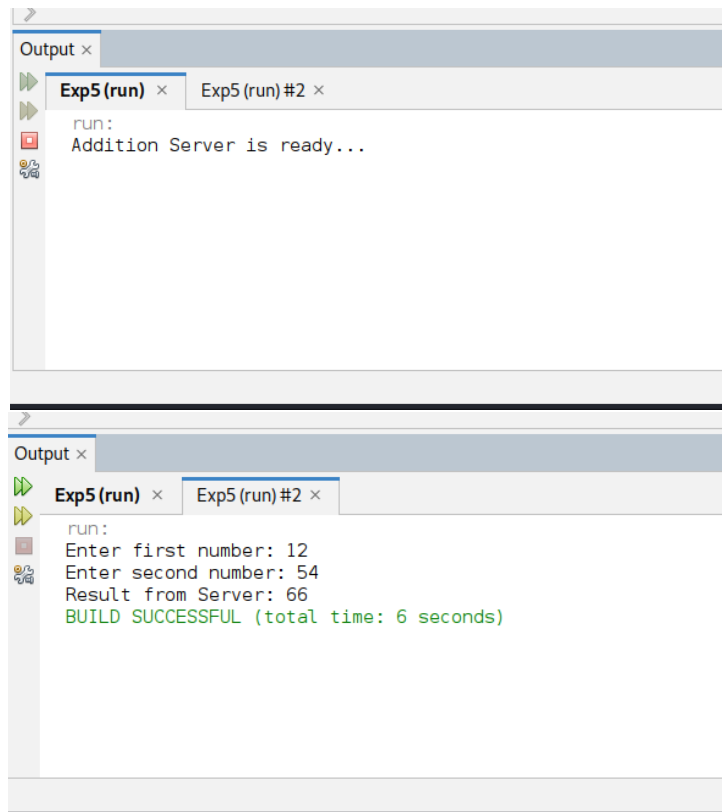 Output ×
Exp5 (run) × Exp5 (run) #2 ×
run:
Addition Server is ready...
Output ×
Exp5 (run) × Exp5 (run) #2 ×
run:
Enter first number: 12
Enter second number: 54
Result from Server: 66
BUILD SUCCESSFUL (total time: 6 seconds)